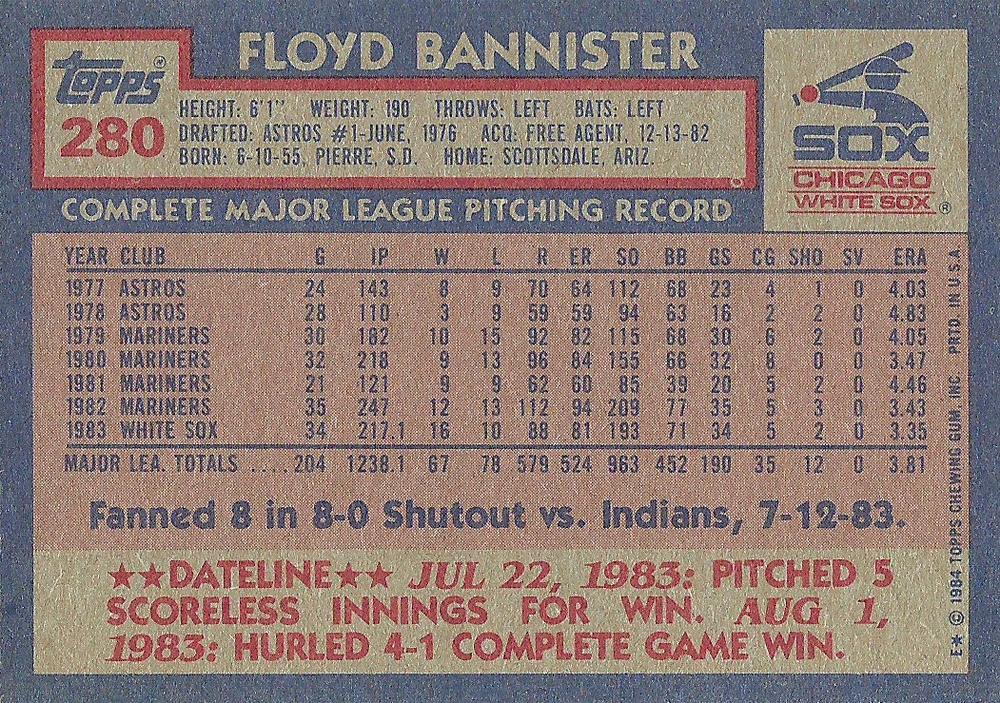 FLOYD BANNISTER
TOPPS
280
HEIGHT: 6'1" WEIGHT: 190 THROWS: LEFT BATS: LEFT
DRAFTED: ASTROS #1-JUNE, 1976 ACQ: FREE AGENT, 12-13-82
BORN: 6-10-55, PIERRE, S.D. HOME: SCOTTSDALE, ARIZ.
SOX
CHICAGO
WHITE SOX ®
COMPLETE MAJOR LEAGUE PITCHING RECORD
YEAR CLUB G IP W L R ER SO BB GS CG SHO SV ERA
1977 ASTROS 24 143 8 9 70 64 112 68 23 4 1 0 4.03
1978 ASTROS 28 110 3 9 59 59 94 63 16 2 2 0 4.83
1979 MARINERS 30 182 10 15 92 82 115 68 30 6 2 0 4.05
1980 MARINERS 32 218 9 13 96 84 155 66 32 8 0 0 3.47
1981 MARINERS 21 121 9 9 62 60 85 39 20 5 2 0 4.46
1982 MARINERS 35 247 12 13 112 94 209 77 35 5 3 0 3.43
1983 WHITE SOX 34 217.1 16 10 88 81 193 71 34 5 2 0 3.35
MAJOR LEA. TOTALS ....204 1238.1 67 78 579 524 963 452 190 35 12 0 3.81
Fanned 8 in 8-0 Shutout vs. Indians, 7-12-83.
★★DATELINE★★ JUL 22, 1983: PITCHED 5
SCORELESS INNINGS FOR WIN. AUG 1,
1983: HURLED 4-1 COMPLETE GAME WIN.
E* © 1984 TOPPS CHEWING GUM, INC. PRTD. IN U.S.A.